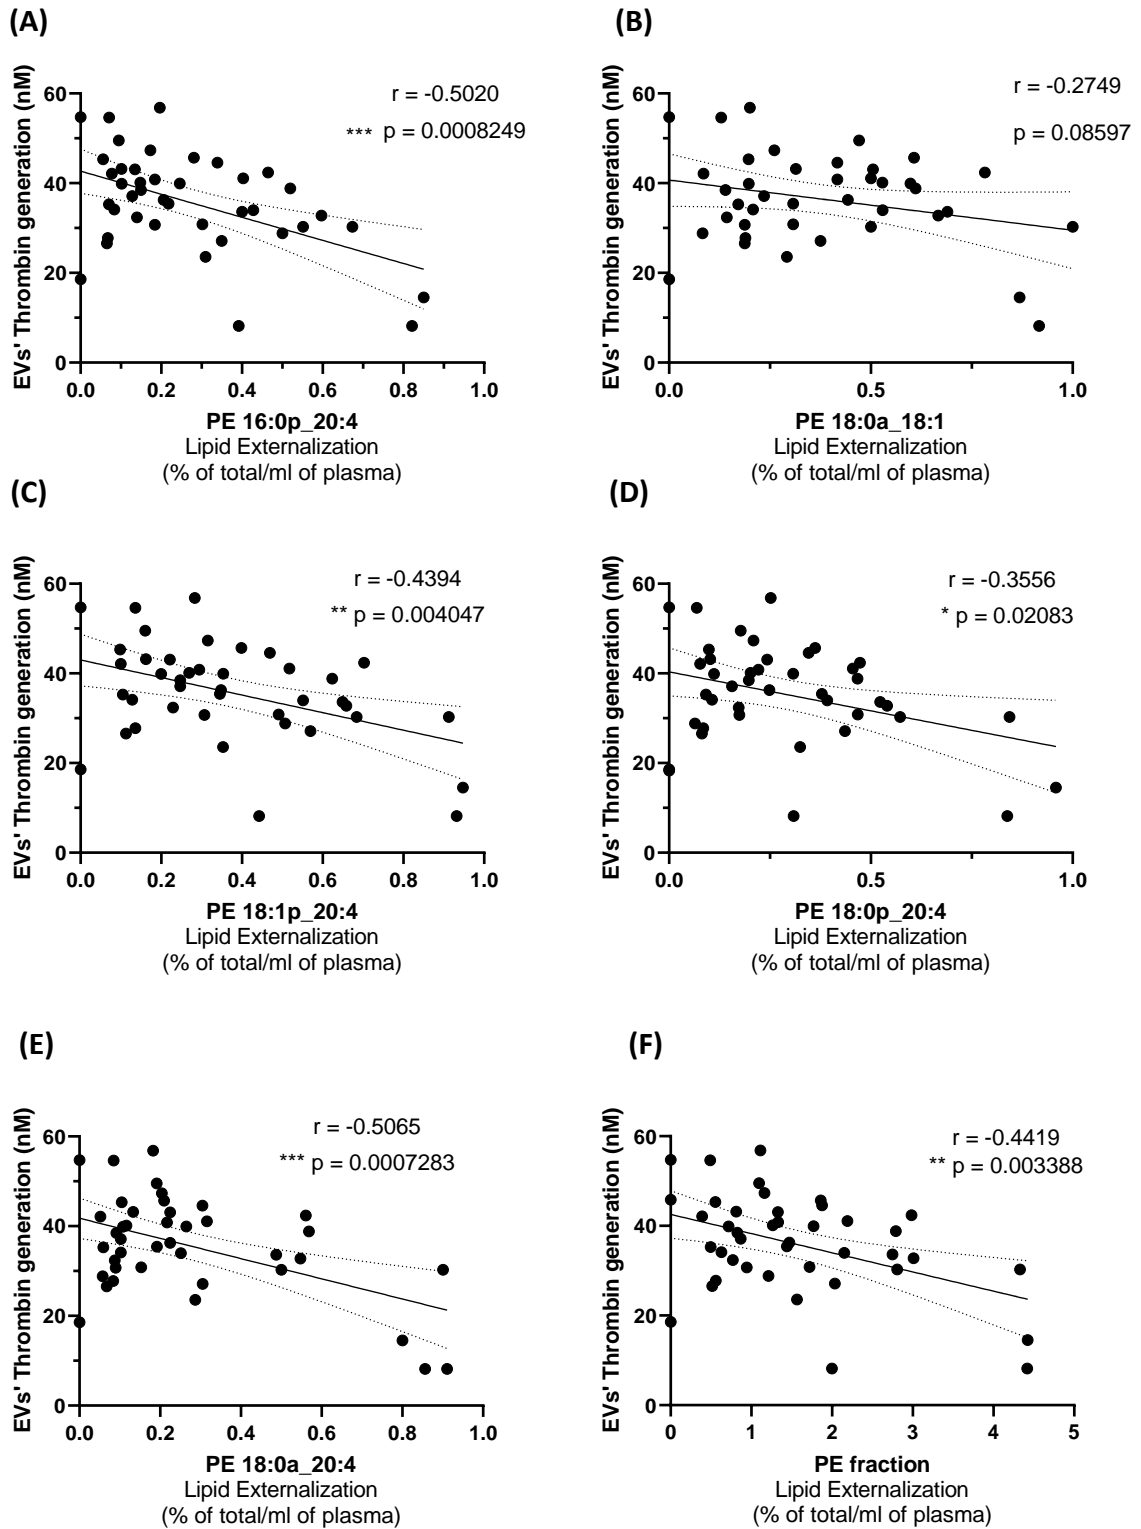 (A)
EVs' Thrombin generation (nM)
60
40
20
0
r = -0.5020
*** p = 0.0008249
0.0 0.2 0.4 0.6 0.8 1.0
PE 16:0p_20:4
Lipid Externalization
(% of total/ml of plasma)
(B)
EVs' Thrombin generation (nM)
60
40
20
0
r = -0.2749
p = 0.08597
0.0 0.5 1.0
PE 18:0a_18:1
Lipid Externalization
(% of total/ml of plasma)
(C)
EVs' Thrombin generation (nM)
60
40
20
0
r = -0.4394
** p = 0.004047
0.0 0.2 0.4 0.6 0.8 1.0
PE 18:1p_20:4
Lipid Externalization
(% of total/ml of plasma)
(D)
EVs' Thrombin generation (nM)
60
40
20
0
r = -0.3556
* p = 0.02083
0.0 0.5 1.0
PE 18:0p_20:4
Lipid Externalization
(% of total/ml of plasma)
(E)
EVs' Thrombin generation (nM)
60
40
20
0
r = -0.5065
*** p = 0.0007283
0.0 0.2 0.4 0.6 0.8 1.0
PE 18:0a_20:4
Lipid Externalization
(% of total/ml of plasma)
(F)
EVs' Thrombin generation (nM)
60
40
20
0
r = -0.4419
** p = 0.003388
0 1 2 3 4 5
PE fraction
Lipid Externalization
(% of total/ml of plasma)